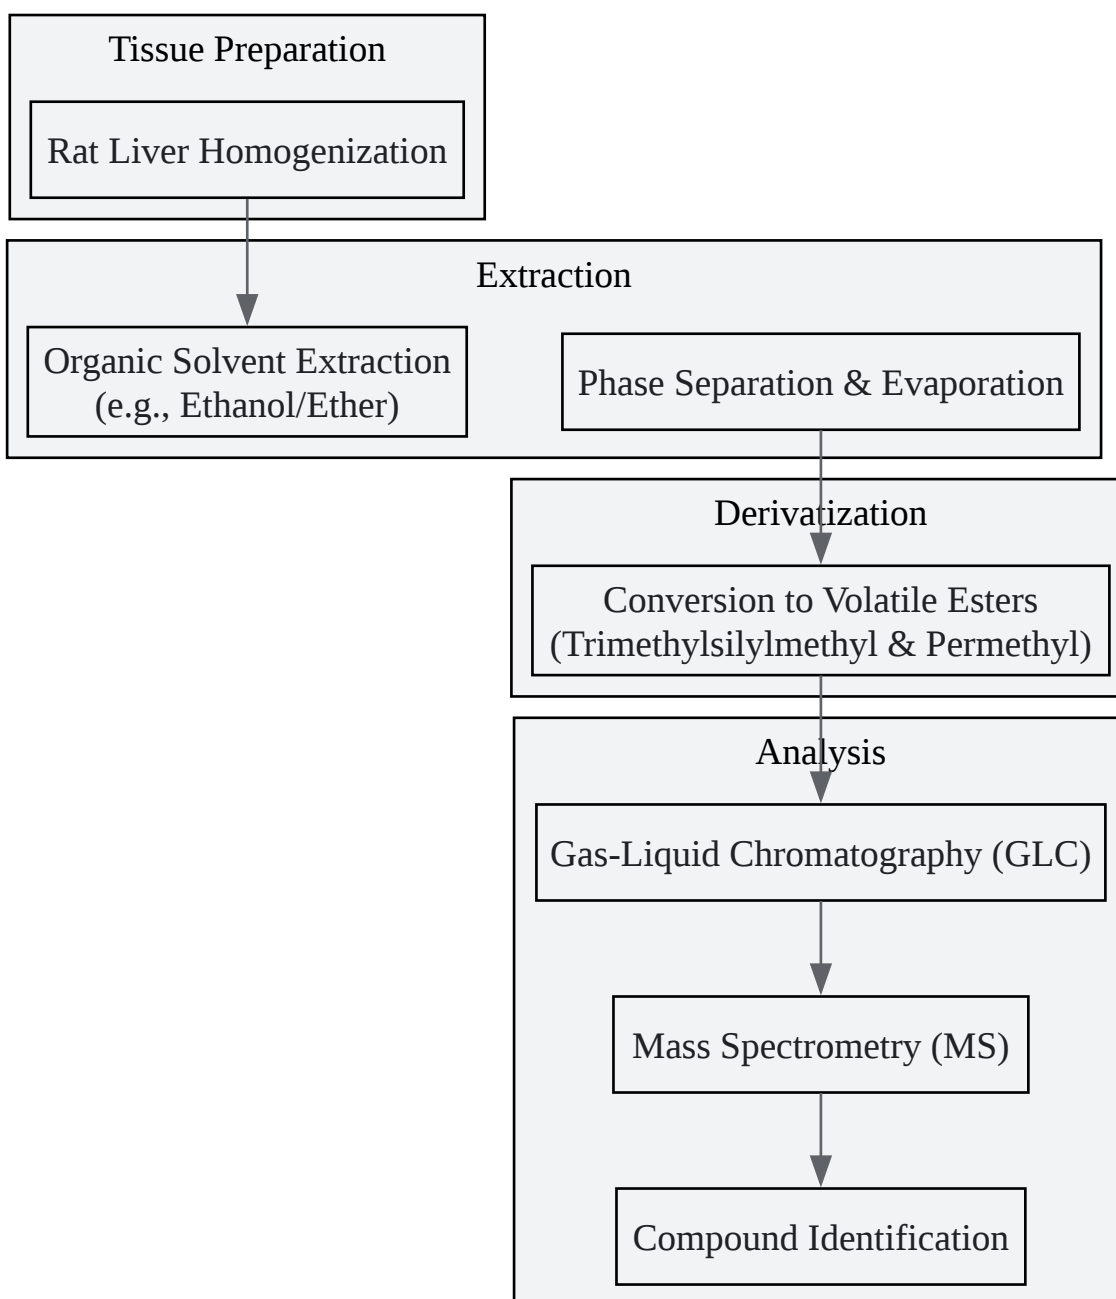 Tissue Preparation
Rat Liver Homogenization
Extraction
Organic Solvent Extraction
(e.g., Ethanol/Ether)
Phase Separation & Evaporation
Derivatization
Conversion to Volatile Esters
(Trimethylsilylmethyl & Permethyl)
Analysis
Gas-Liquid Chromatography (GLC)
Mass Spectrometry (MS)
Compound Identification